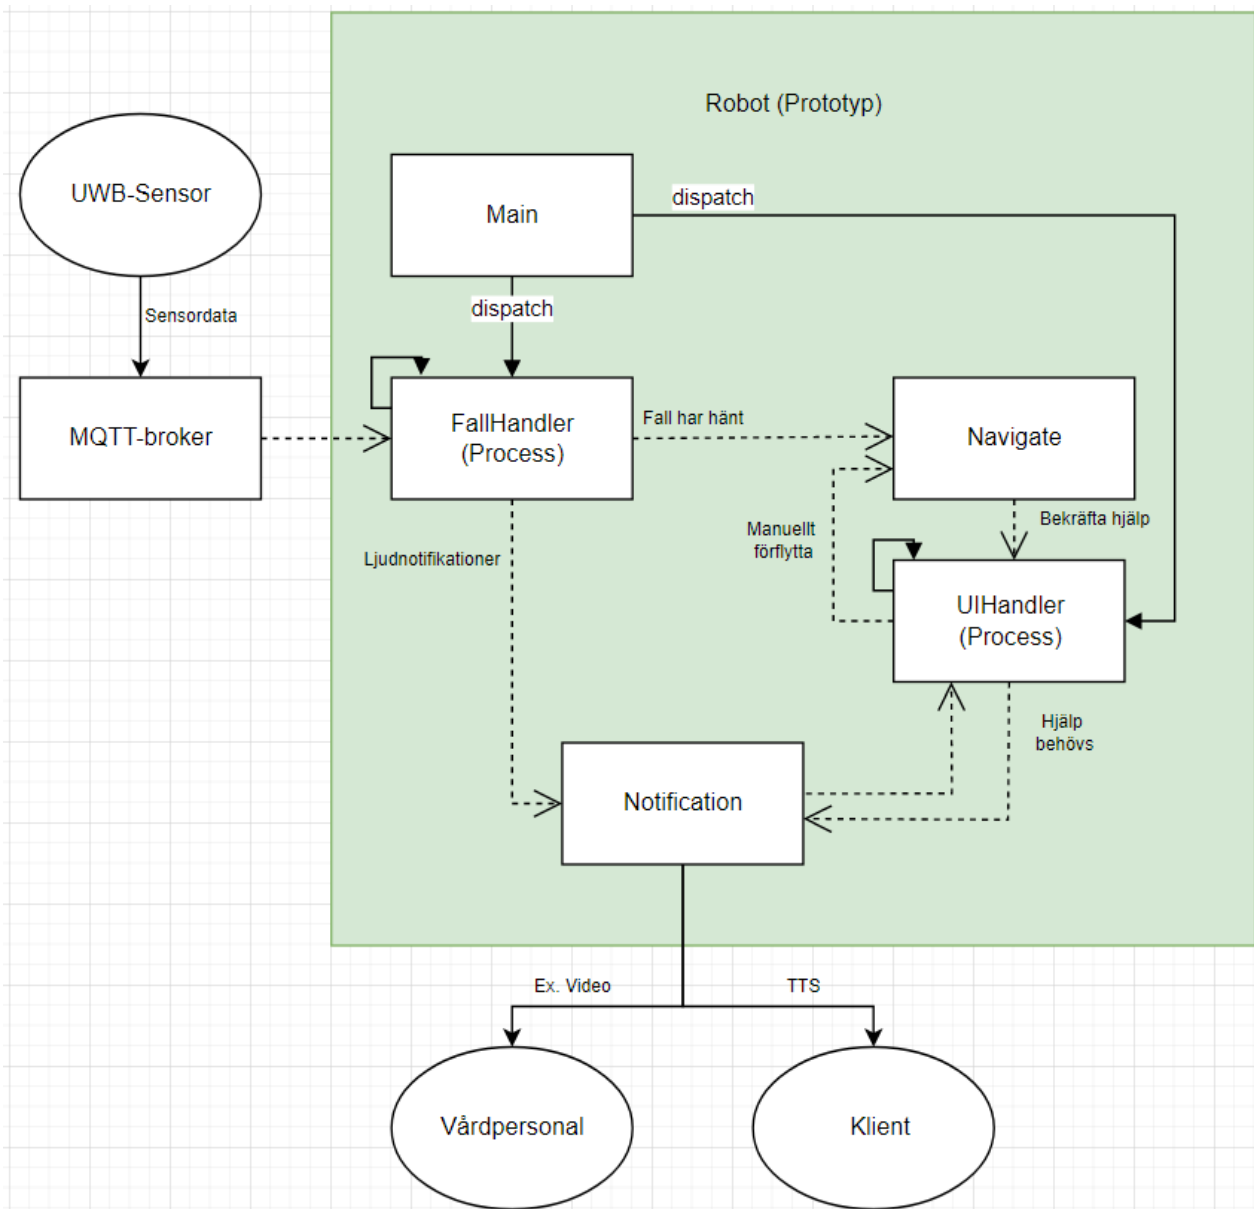 Robot (Prototyp)
UWB-Sensor
Main
dispatch
dispatch
Sensordata
MQTT-broker
FallHandler
(Process)
Fall har hänt
Navigate
Manuellt
förflytta
Bekräfta hjälp
Ljudnotifikationer
UIHandler
(Process)
Hjälp
behövs
Notification
Ex. Video
TTS
Vårdpersonal
Klient